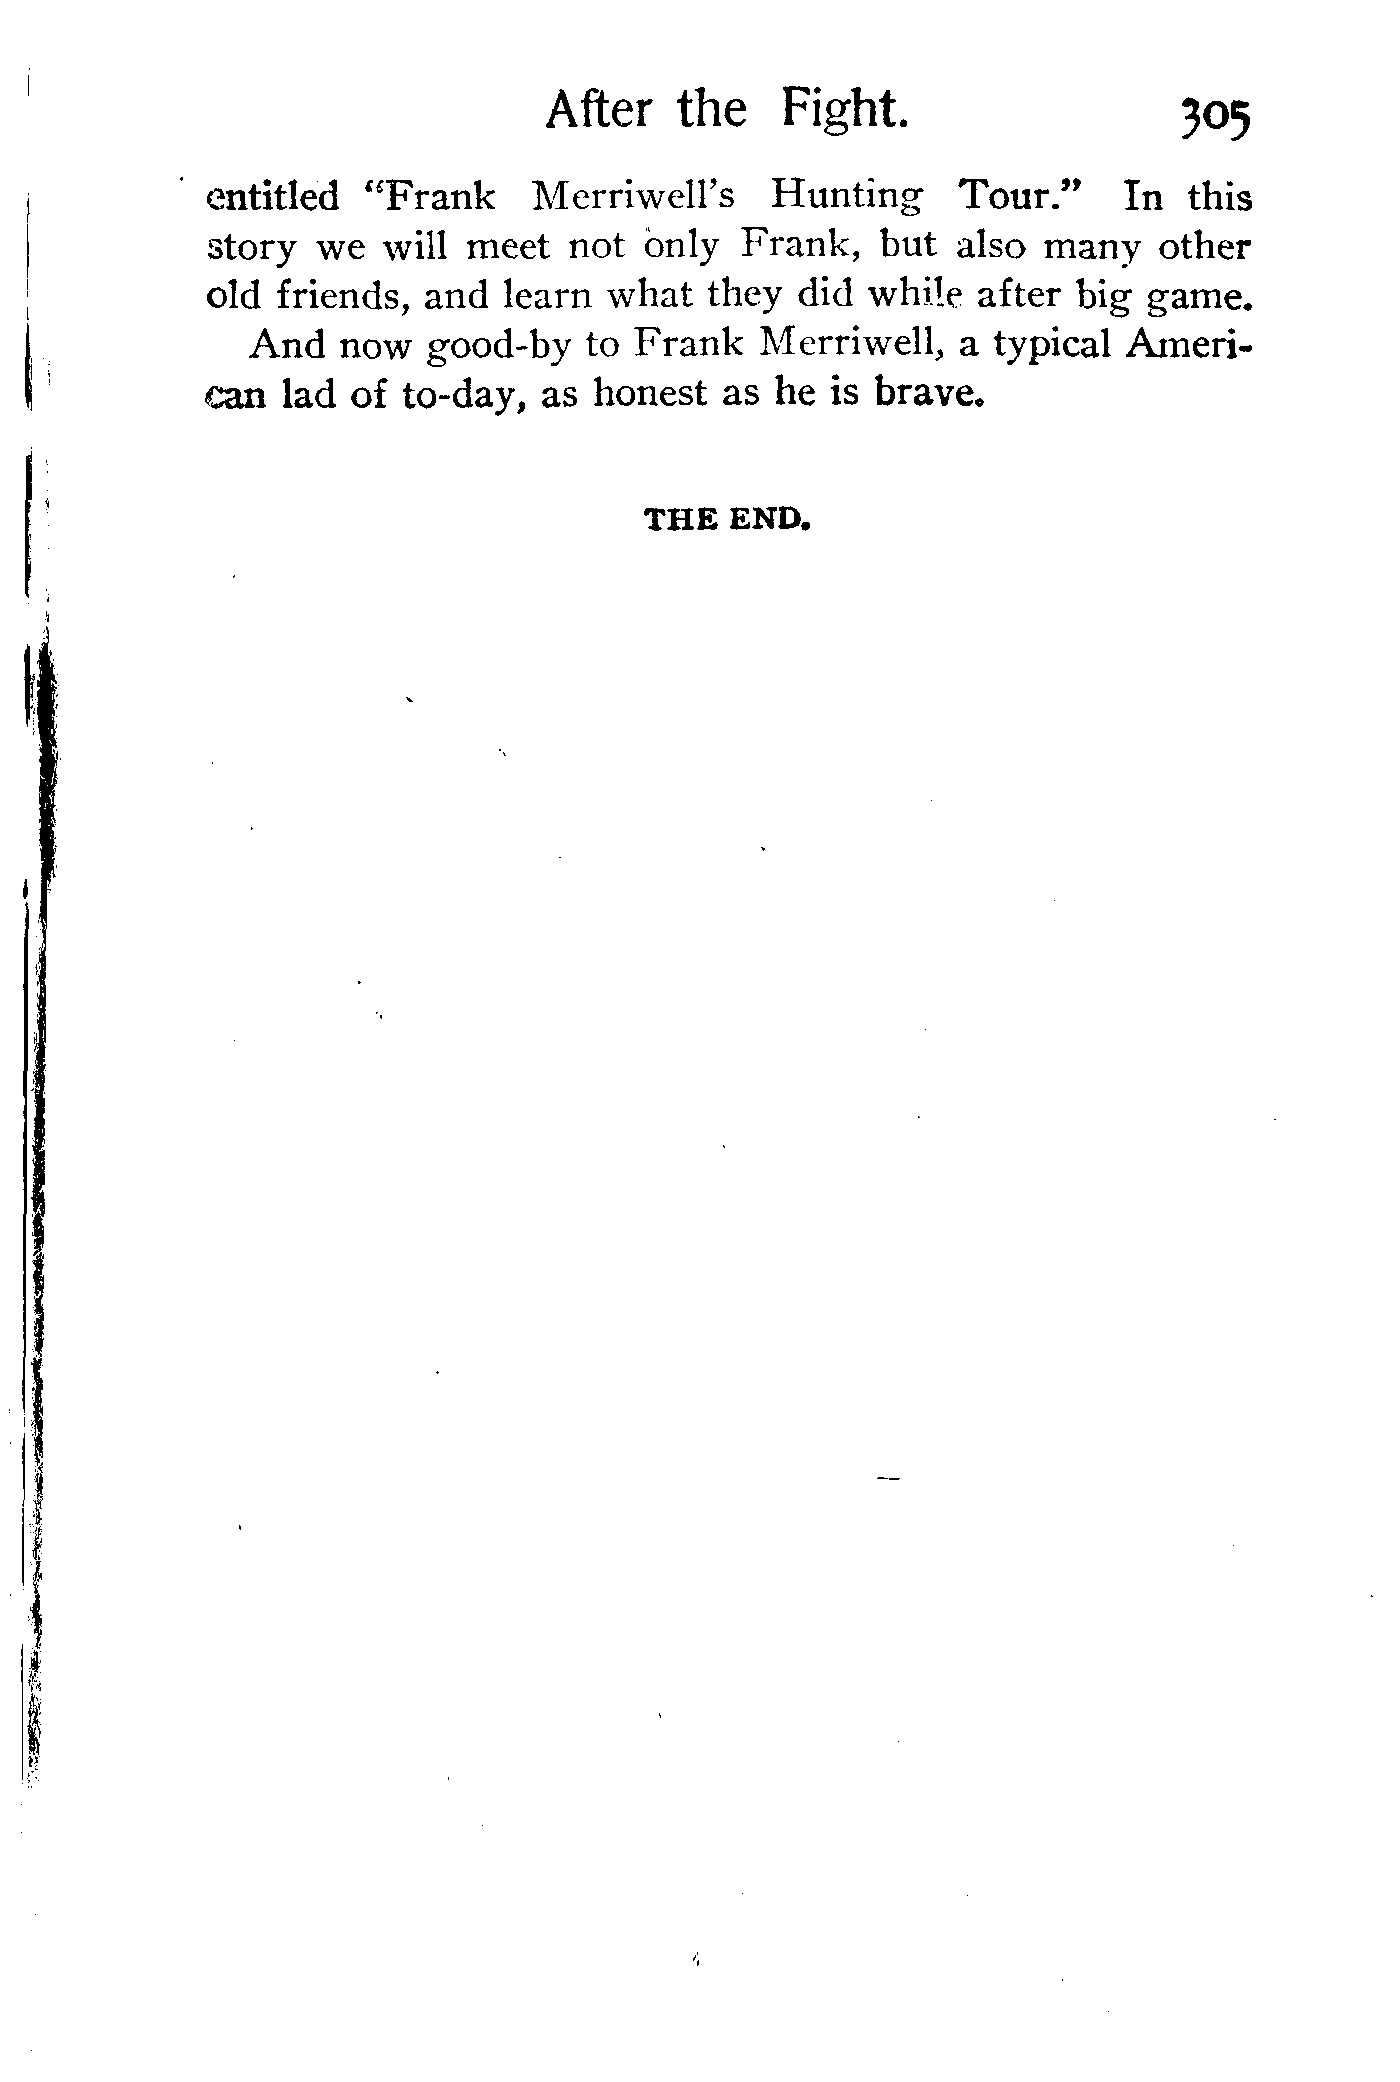 After the Fight. 305
entitled “Frank Merriwell’s Hunting Tour.” In this
story we will meet not only Frank, but also many other
old friends, and learn what they did while after big game.
And now good-by to Frank Merriwell, a typical Ameri-
can lad of to-day, as honest as he is brave.
THE END.